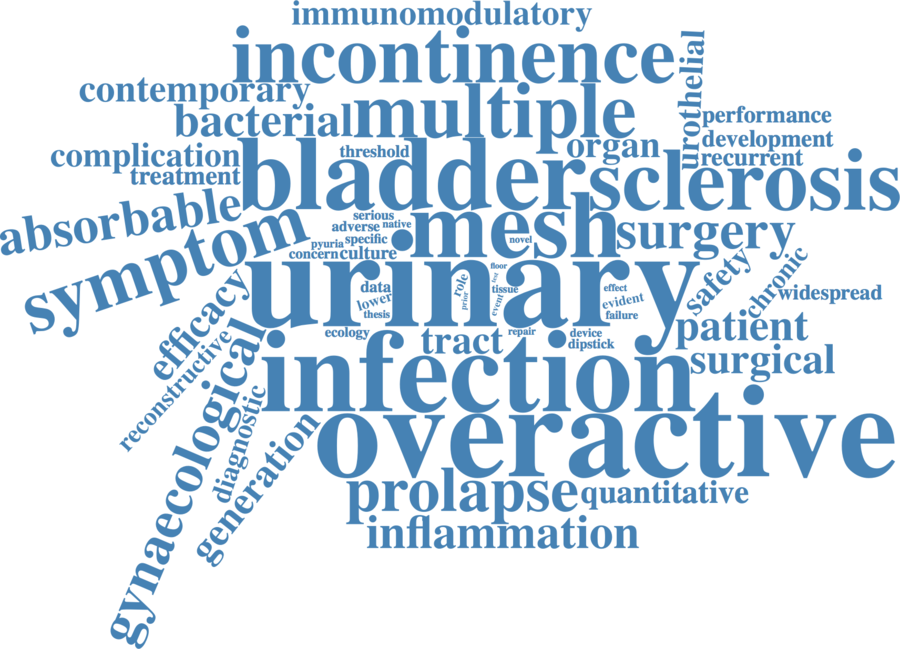 immunomodulatory
incontinence
urothelial
contemporary
multiple
bacterial
performance
development
recurrent
organ
threshold
complication
treatment
bladder
sclerosis
absorbable
symptom
serious
adverse
native
mesh
surgery
pyuria
specific
novel
concern
culture
urinary
floor
test
role
prior
tissue
event
data
lower
thesis
effect
evident
failure
safety
chronic
widespread
efficacy
reconstructive
ecology
tract
repair
device
dipstick
patient
surgical
gynaecological
infection
diagnostic
generation
overactive
prolapse
quantitative
inflammation